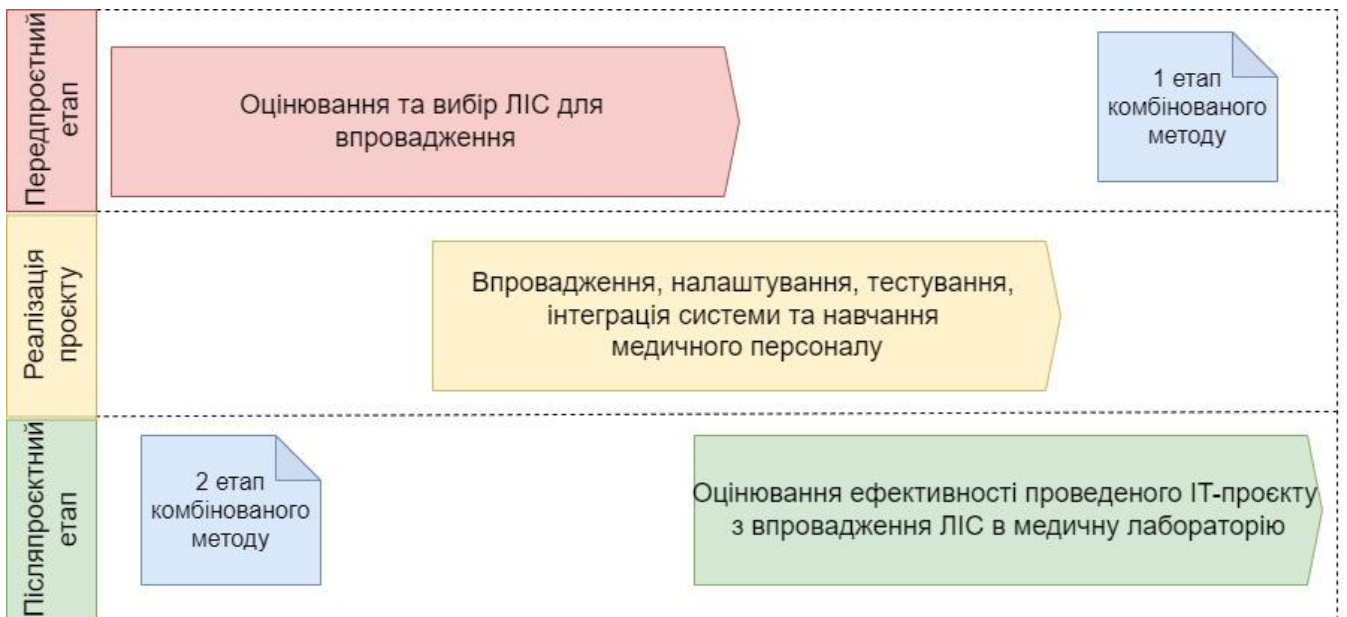 Передпроєтний
етап
Оцінювання та вибір ЛІС для
впровадження
1 етап
комбінованого
методу
Реалізація
проєкту
Впровадження, налаштування, тестування,
інтеграція системи та навчання
медичного персоналу
Післяпроєктний
етап
2 етап
комбінованого
методу
Оцінювання ефективності проведеного ІТ-проєкту
з впровадження ЛІС в медичну лабораторію